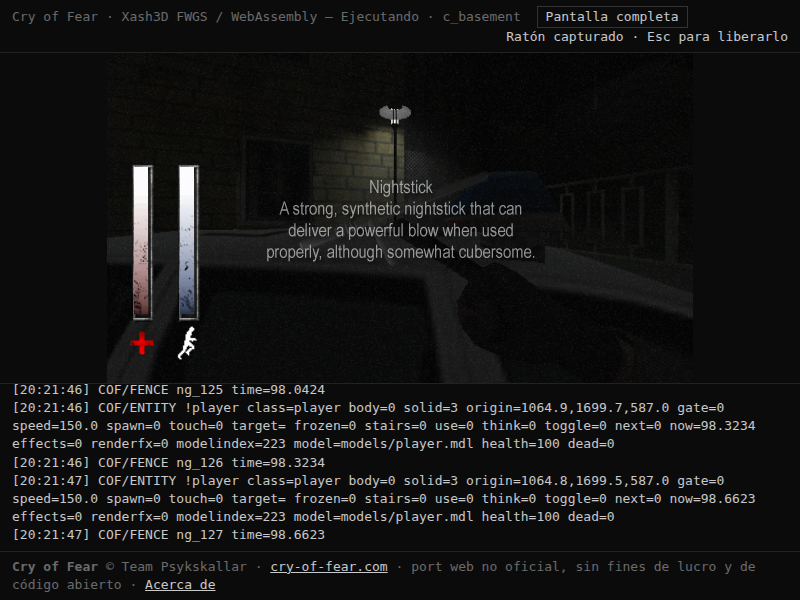 Cry of Fear · Xash3D FWGS / WebAssembly — Ejecutando · c_basement
Pantalla completa
Ratón capturado · Esc para liberarlo
Nightstick
A strong, synthetic nightstick that can
deliver a powerful blow when used
properly, although somewhat cubersome.
[20:21:46] COF/FENCE ng_125 time=98.0424
[20:21:46] COF/ENTITY !player class=player body=0 solid=3 origin=1064.9,1699.7,587.0 gate=0
speed=150.0 spawn=0 touch=0 target= frozen=0 stairs=0 use=0 think=0 toggle=0 next=0 now=98.3234
effects=0 renderfx=0 modelindex=223 model=models/player.mdl health=100 dead=0
[20:21:46] COF/FENCE ng_126 time=98.3234
[20:21:47] COF/ENTITY !player class=player body=0 solid=3 origin=1064.8,1699.5,587.0 gate=0
speed=150.0 spawn=0 touch=0 target= frozen=0 stairs=0 use=0 think=0 toggle=0 next=0 now=98.6623
effects=0 renderfx=0 modelindex=223 model=models/player.mdl health=100 dead=0
[20:21:47] COF/FENCE ng_127 time=98.6623
Cry of Fear © Team Psykskallar · cry-of-fear.com · port web no oficial, sin fines de lucro y de
código abierto · Acerca de